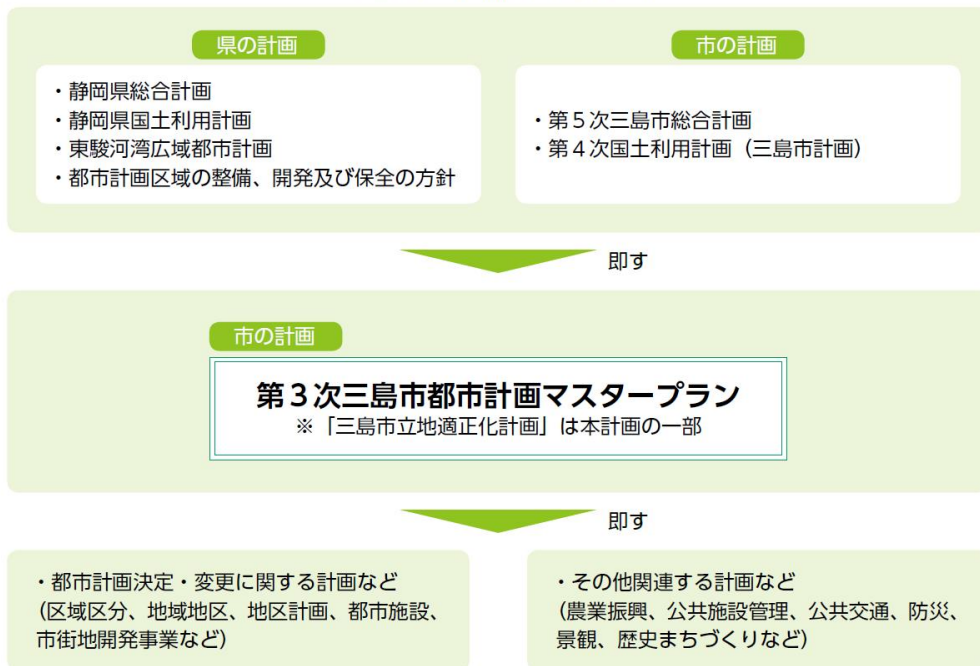 県の計画
・静岡県総合計画
・静岡県国土利用計画
・東駿河湾広域都市計画
・都市計画区域の整備、開発及び保全の方針
市の計画
・第５次三島市総合計画
・第４次国土利用計画（三島市計画）
即す
市の計画
第３次三島市都市計画マスタープラン
※「三島市立地適正化計画」は本計画の一部
即す
・都市計画決定・変更に関する計画など
（区域区分、地域地区、地区計画、都市施設、
市街地開発事業など）
・その他関連する計画など
（農業振興、公共施設管理、公共交通、防災、
景観、歴史まちづくりなど）